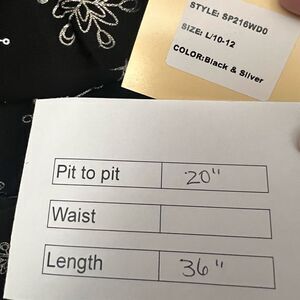 STYLE: SP216WD0
SIZE: L/10-12
COLOR:Black & Silver
Pit to pit 20"
Waist
Length 36"